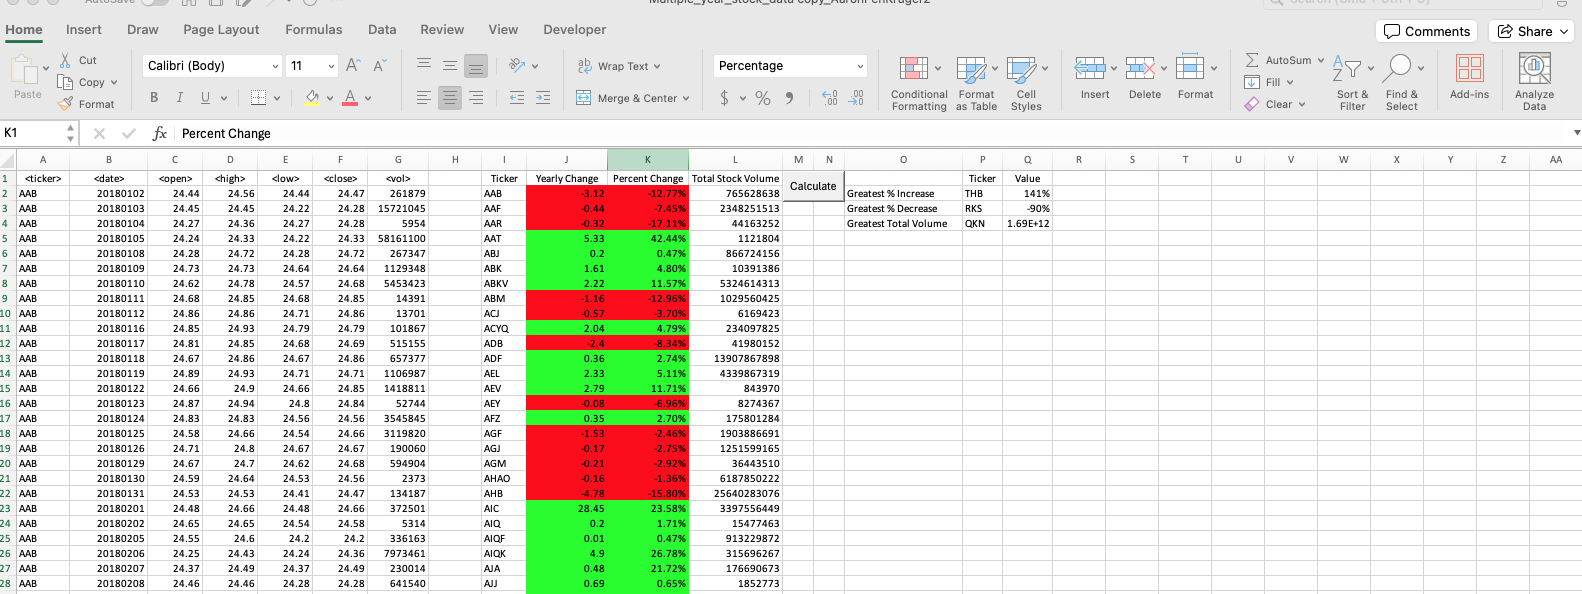 AutoSave
Multiple_year_stock_data copy_AaronPenKruger2
Search (Cmd + Ctrl + U)
Home Insert Draw Page Layout Formulas Data Review View Developer Comments Share
Paste Cut Copy Format
Calibri (Body) 11 A A
B I U A
Wrap Text
Merge & Center
Percentage
$ % 9
Conditional Formatting Format as Table Cell Styles Insert Delete Format
AutoSum Fill Clear Sort & Filter Find & Select Add-ins Analyze Data
K1 fx Percent Change
A B C D E F G H I J K L M N O P Q R S T U V W X Y Z AA
1 <ticker> <date> <open> <high> <low> <close> <vol> Ticker Yearly Change Percent Change Total Stock Volume Calculate Ticker Value
2 AAB 20180102 24.44 24.56 24.44 24.47 261879 AAB -3.12 -12.77% 765628638 Greatest % Increase THB 141%
3 AAB 20180103 24.45 24.45 24.22 24.28 15721045 AAF -0.44 -7.45% 2348251513 Greatest % Decrease RKS -90%
4 AAB 20180104 24.27 24.36 24.27 24.28 5954 AAR -0.32 -17.11% 44163252 Greatest Total Volume QKN 1.69E+12
5 AAB 20180105 24.24 24.33 24.22 24.33 58161100 AAT 5.33 42.44% 1121804
6 AAB 20180108 24.28 24.72 24.28 24.72 267347 ABJ 0.2 0.47% 866724156
7 AAB 20180109 24.73 24.73 24.64 24.64 1129348 ABK 1.61 4.80% 10391386
8 AAB 20180110 24.62 24.78 24.57 24.68 5453423 ABKV 2.22 11.57% 5324614313
9 AAB 20180111 24.68 24.85 24.68 24.85 14391 ABM -1.16 -12.96% 1029560425
10 AAB 20180112 24.86 24.86 24.71 24.86 13701 ACJ -0.57 -3.70% 6169423
11 AAB 20180116 24.85 24.93 24.79 24.79 101867 ACYQ 2.04 4.79% 234097825
12 AAB 20180117 24.81 24.85 24.68 24.69 515155 ADB -2.4 -8.34% 41980152
13 AAB 20180118 24.67 24.86 24.67 24.86 657377 ADF 0.36 2.74% 13907867898
14 AAB 20180119 24.89 24.93 24.71 24.71 1106987 AEL 2.33 5.11% 4339867319
15 AAB 20180122 24.66 24.9 24.66 24.85 1418811 AEV 2.79 11.71% 843970
16 AAB 20180123 24.87 24.94 24.8 24.84 52744 AEY -0.08 -6.96% 8274367
17 AAB 20180124 24.83 24.83 24.56 24.56 3545845 AFZ 0.35 2.70% 175801284
18 AAB 20180125 24.58 24.66 24.54 24.66 3119820 AGF -1.53 -2.46% 1903886691
19 AAB 20180126 24.71 24.8 24.67 24.67 190060 AGJ -0.17 -2.75% 1251599165
20 AAB 20180129 24.67 24.7 24.62 24.68 594904 AGM -0.21 -2.92% 36443510
21 AAB 20180130 24.59 24.64 24.53 24.56 2373 AHAO -0.16 -1.36% 6187850222
22 AAB 20180131 24.53 24.53 24.41 24.47 134187 AHB -4.78 -15.80% 25640283076
23 AAB 20180201 24.48 24.66 24.48 24.66 372501 AIC 28.45 23.58% 3397556449
24 AAB 20180202 24.65 24.65 24.54 24.58 5314 AIQ 0.2 1.71% 15477463
25 AAB 20180205 24.55 24.6 24.2 24.2 336163 AIQF 0.01 0.47% 913229872
26 AAB 20180206 24.25 24.43 24.24 24.36 7973461 AIQK 4.9 26.78% 315696267
27 AAB 20180207 24.37 24.49 24.37 24.49 230014 AJA 0.48 21.72% 176690673
28 AAB 20180208 24.46 24.46 24.28 24.28 641540 AJJ 0.69 0.65% 1852773